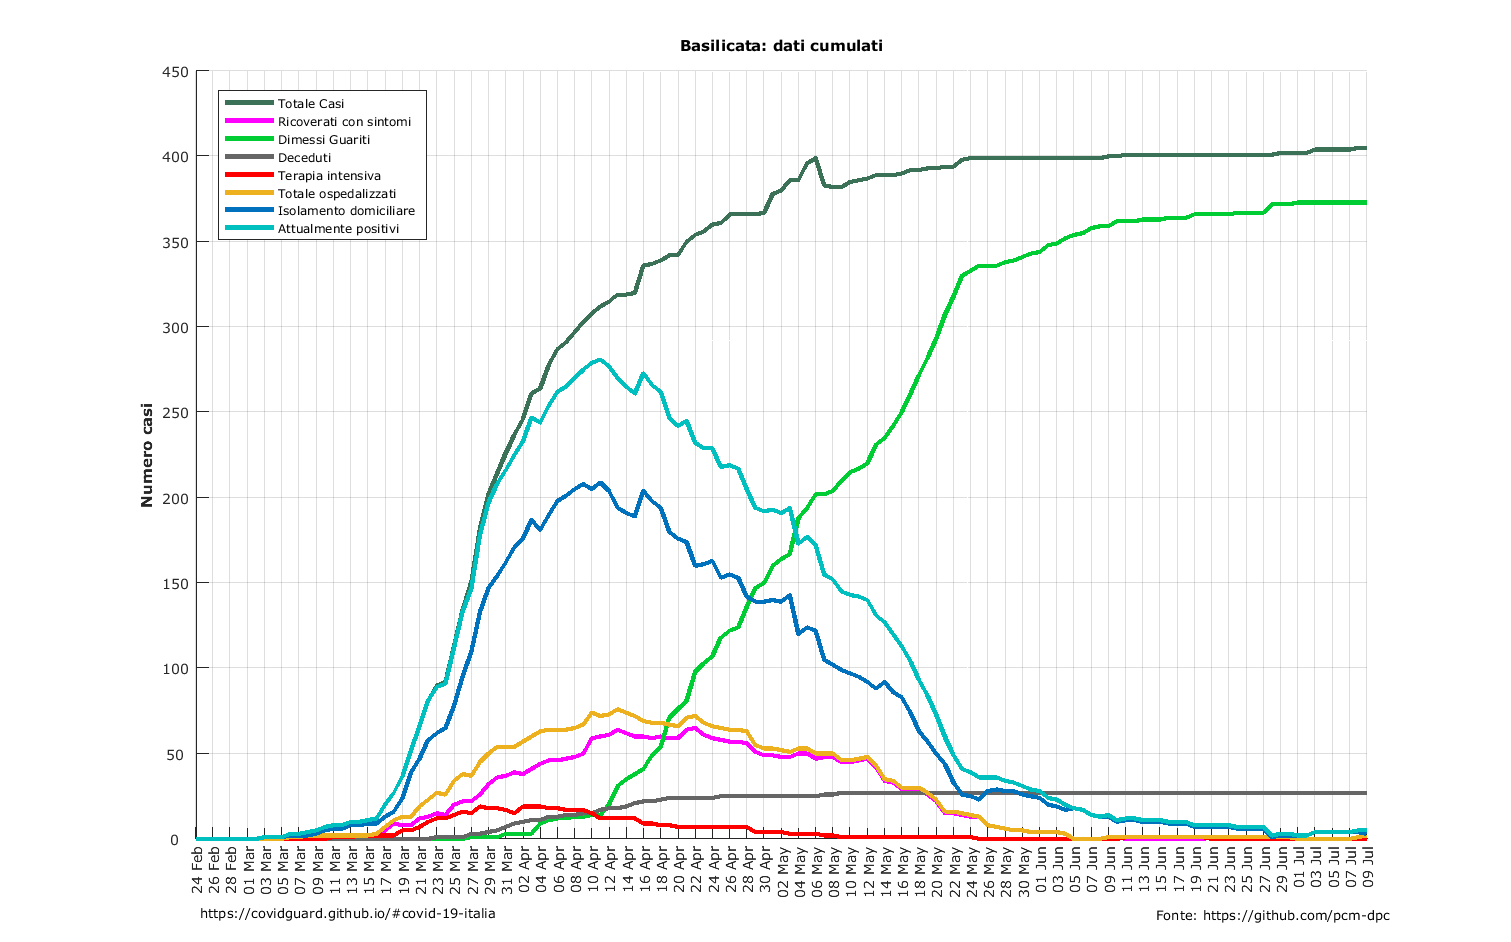 Basilicata: dati cumulati
Numero casi
450
400
350
300
250
200
150
100
50
0
Totale Casi
Ricoverati con sintomi
Dimessi Guariti
Deceduti
Terapia intensiva
Totale ospedalizzati
Isolamento domiciliare
Attualmente positivi
24 Feb
26 Feb
28 Feb
01 Mar
03 Mar
05 Mar
07 Mar
09 Mar
11 Mar
13 Mar
15 Mar
17 Mar
19 Mar
21 Mar
23 Mar
25 Mar
27 Mar
29 Mar
31 Mar
02 Apr
04 Apr
06 Apr
08 Apr
10 Apr
12 Apr
14 Apr
16 Apr
18 Apr
20 Apr
22 Apr
24 Apr
26 Apr
28 Apr
30 Apr
02 May
04 May
06 May
08 May
10 May
12 May
14 May
16 May
18 May
20 May
22 May
24 May
26 May
28 May
30 May
01 Jun
03 Jun
05 Jun
07 Jun
09 Jun
11 Jun
13 Jun
15 Jun
17 Jun
19 Jun
21 Jun
23 Jun
25 Jun
27 Jun
29 Jun
01 Jul
03 Jul
05 Jul
07 Jul
09 Jul
https://covidguard.github.io/#covid-19-italia
Fonte: https://github.com/pcm-dpc